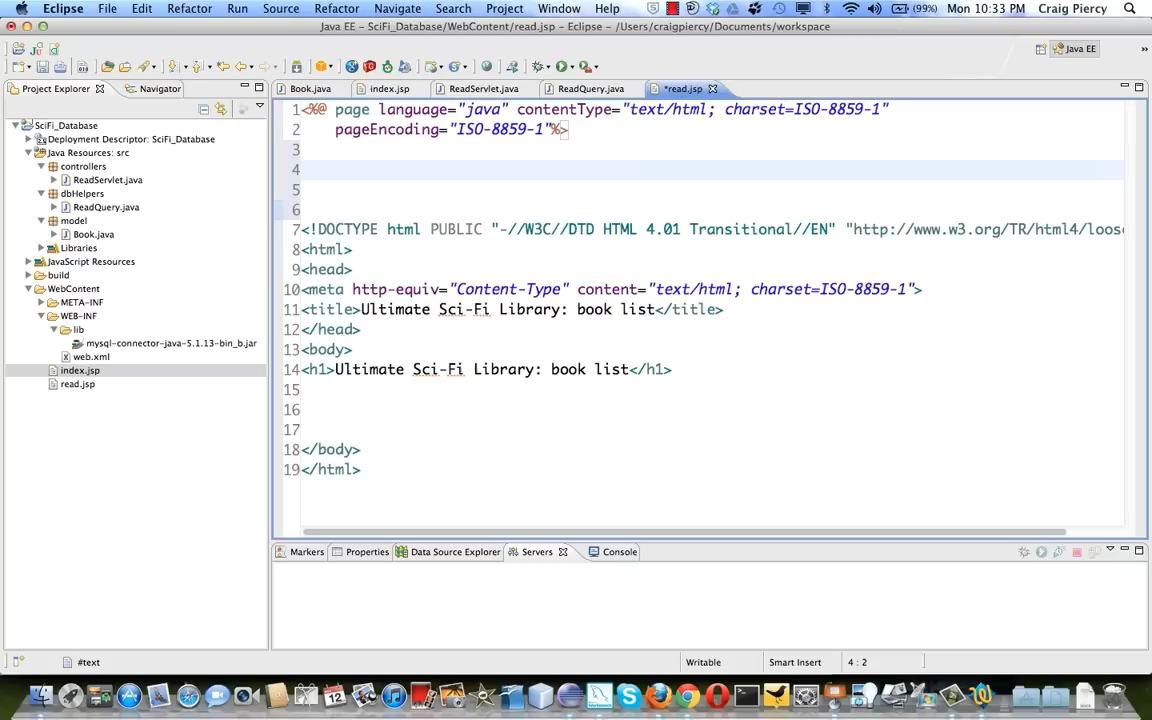 Eclipse File Edit Refactor Run Source Refactor Navigate Search Project Window Help (99%) Mon 10:33 PM Craig Piercy
Java EE - SciFi_Database/WebContent/read.jsp - Eclipse - /Users/craigpiercy/Documents/workspace
Java EE
Project Explorer Navigator
Book.java index.jsp ReadServlet.java ReadQuery.java *read.jsp
SciFi_Database
Deployment Descriptor: SciFi_Database
Java Resources: src
controllers
ReadServlet.java
dbHelpers
ReadQuery.java
model
Book.java
Libraries
JavaScript Resources
build
WebContent
META-INF
WEB-INF
lib
mysql-connector-java-5.1.13-bin_b.jar
web.xml
index.jsp
read.jsp
1 <%@ page language="java" contentType="text/html; charset=ISO-8859-1"
2 pageEncoding="ISO-8859-1"%>
3
4
5
6
7 <!DOCTYPE html PUBLIC "-//W3C//DTD HTML 4.01 Transitional//EN" "http://www.w3.org/TR/html4/loose
8 <html>
9 <head>
10 <meta http-equiv="Content-Type" content="text/html; charset=ISO-8859-1">
11 <title>Ultimate Sci-Fi Library: book list</title>
12 </head>
13 <body>
14 <h1>Ultimate Sci-Fi Library: book list</h1>
15
16
17
18 </body>
19 </html>
Markers Properties Data Source Explorer Servers Console
#text Writable Smart Insert 4 : 2
12